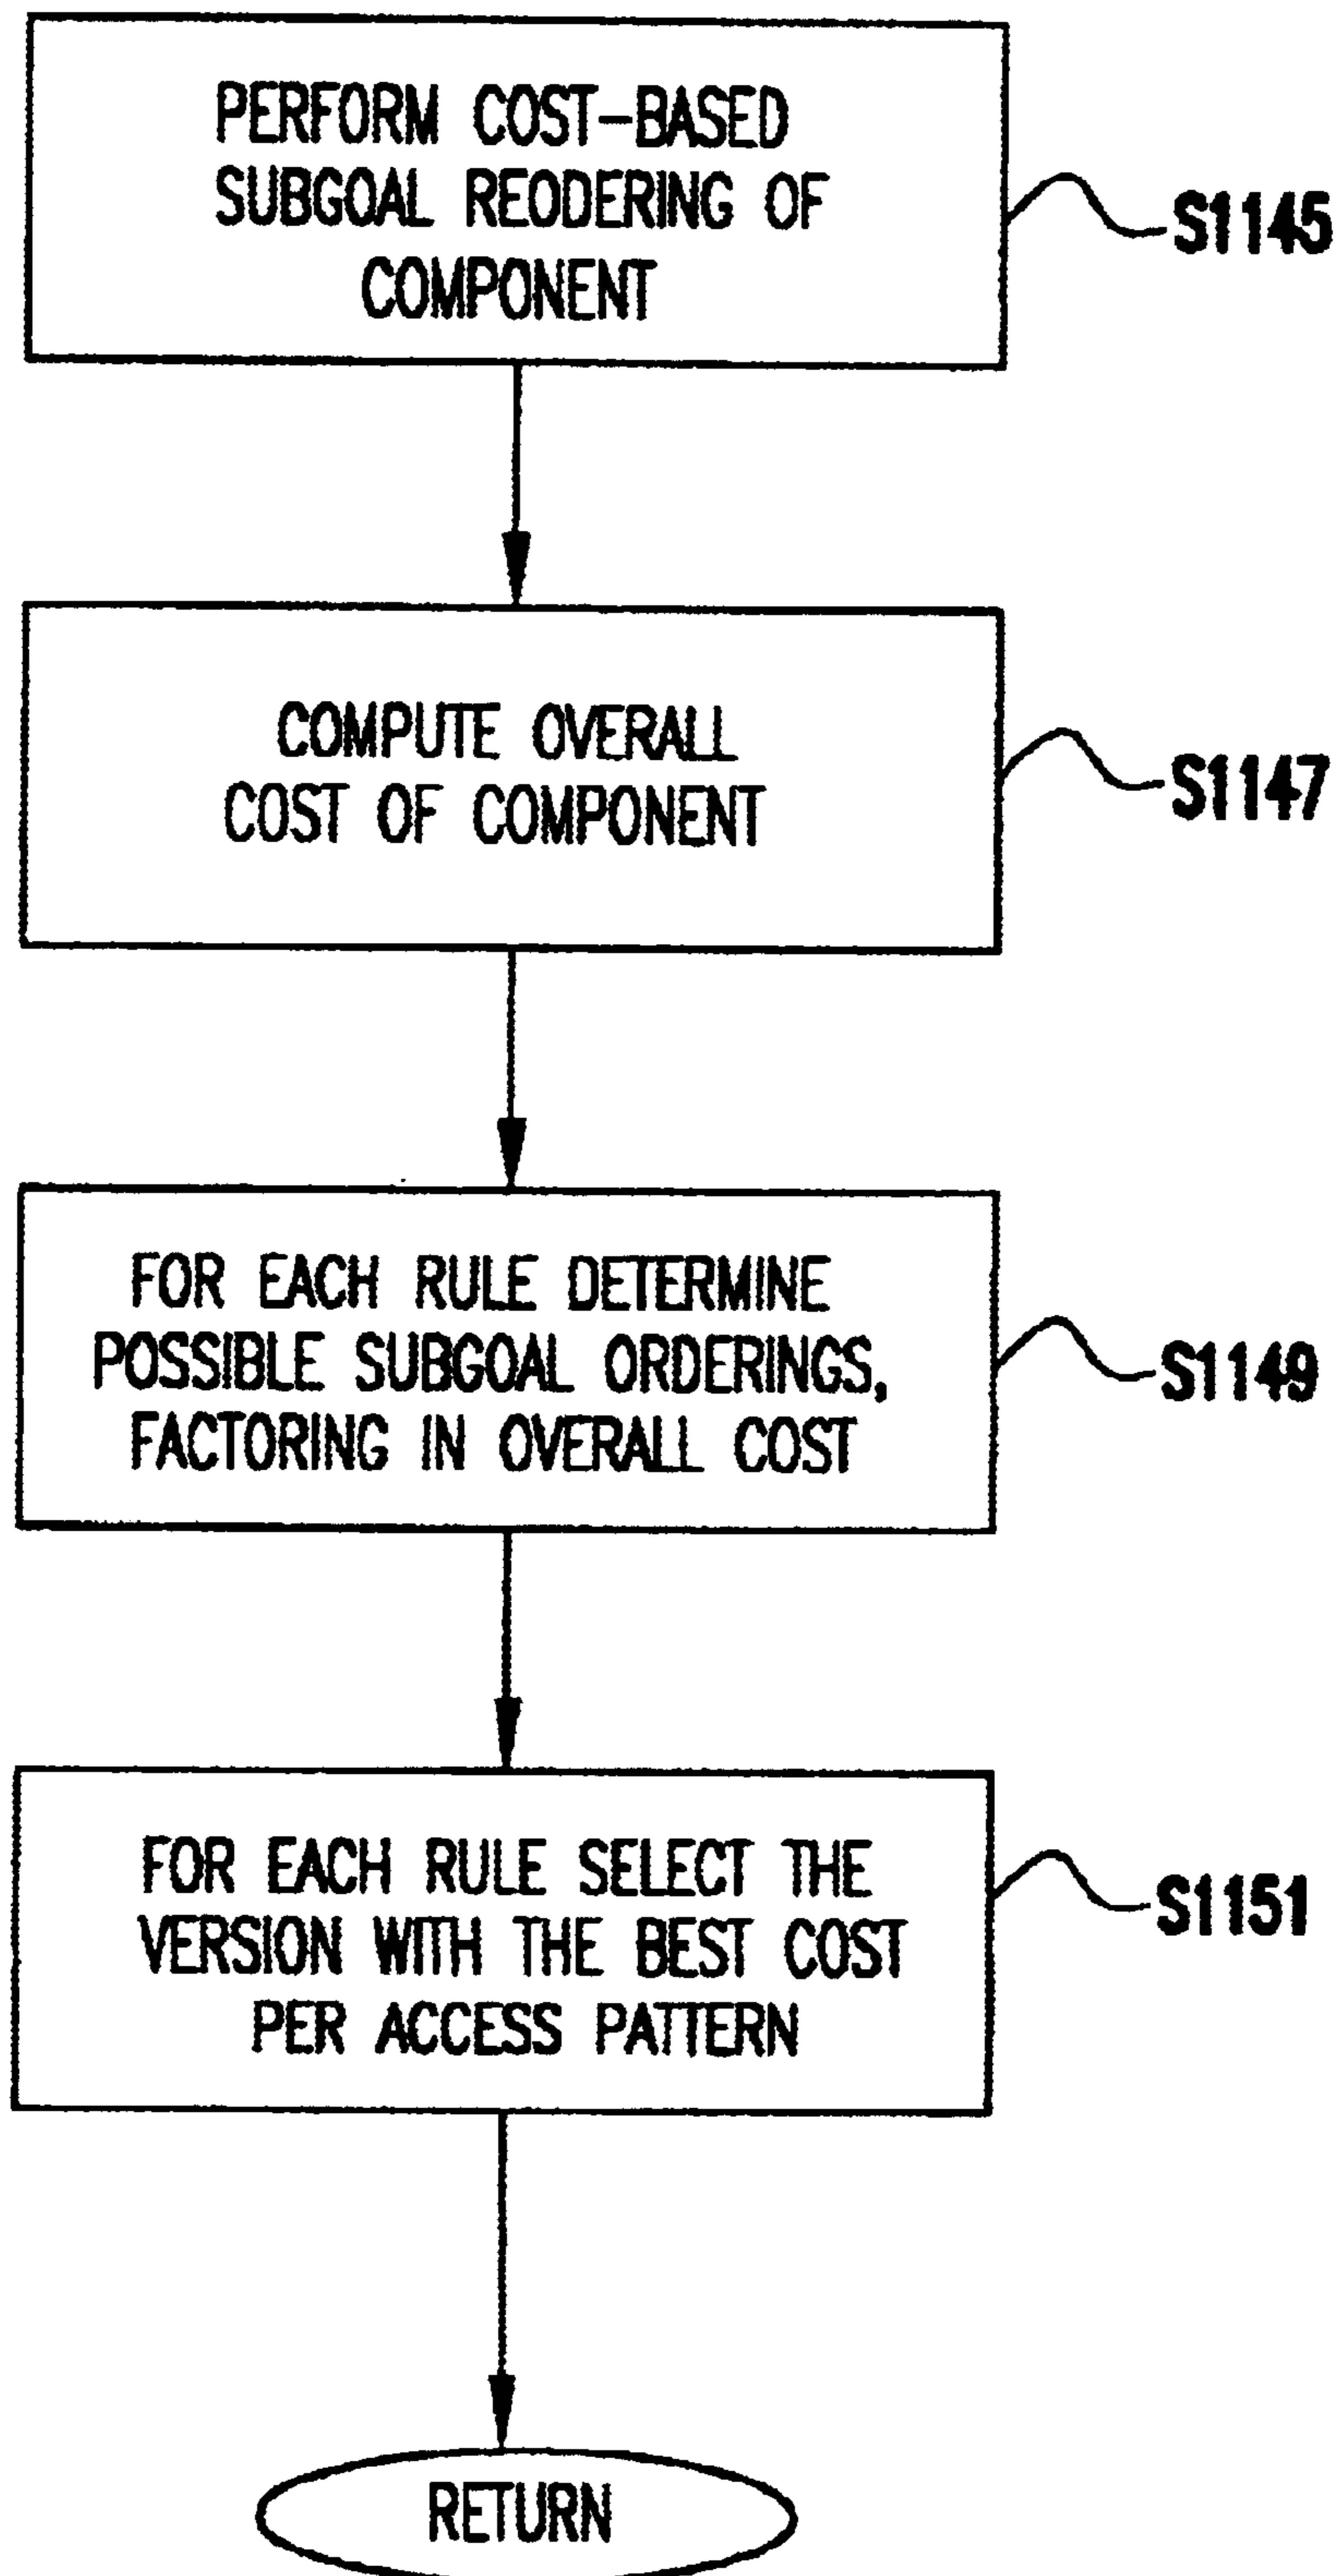 PERFORM COST-BASED
SUBGOAL REODERING OF
COMPONENT
S1145
COMPUTE OVERALL
COST OF COMPONENT
S1147
FOR EACH RULE DETERMINE
POSSIBLE SUBGOAL ORDERINGS,
FACTORING IN OVERALL COST
S1149
FOR EACH RULE SELECT THE
VERSION WITH THE BEST COST
PER ACCESS PATTERN
S1151
RETURN